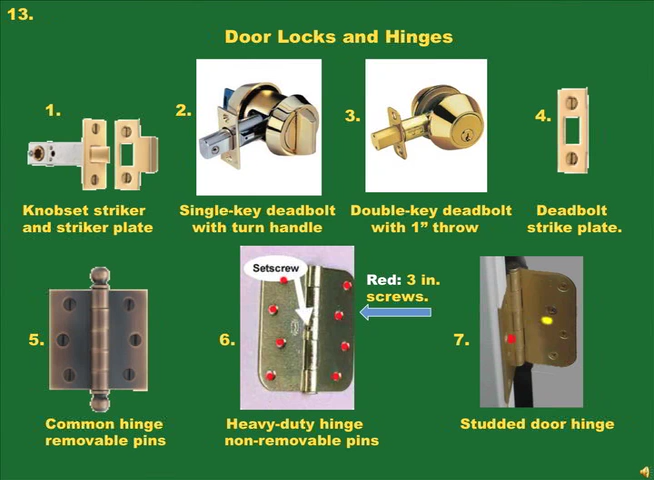 13.
Door Locks and Hinges
1.
2.
3.
4.
Knobset striker
and striker plate
Single-key deadbolt
with turn handle
Double-key deadbolt
with 1” throw
Deadbolt
strike plate.
Setscrew
Red: 3 in.
screws.
5.
6.
7.
Common hinge
removable pins
Heavy-duty hinge
non-removable pins
Studded door hinge